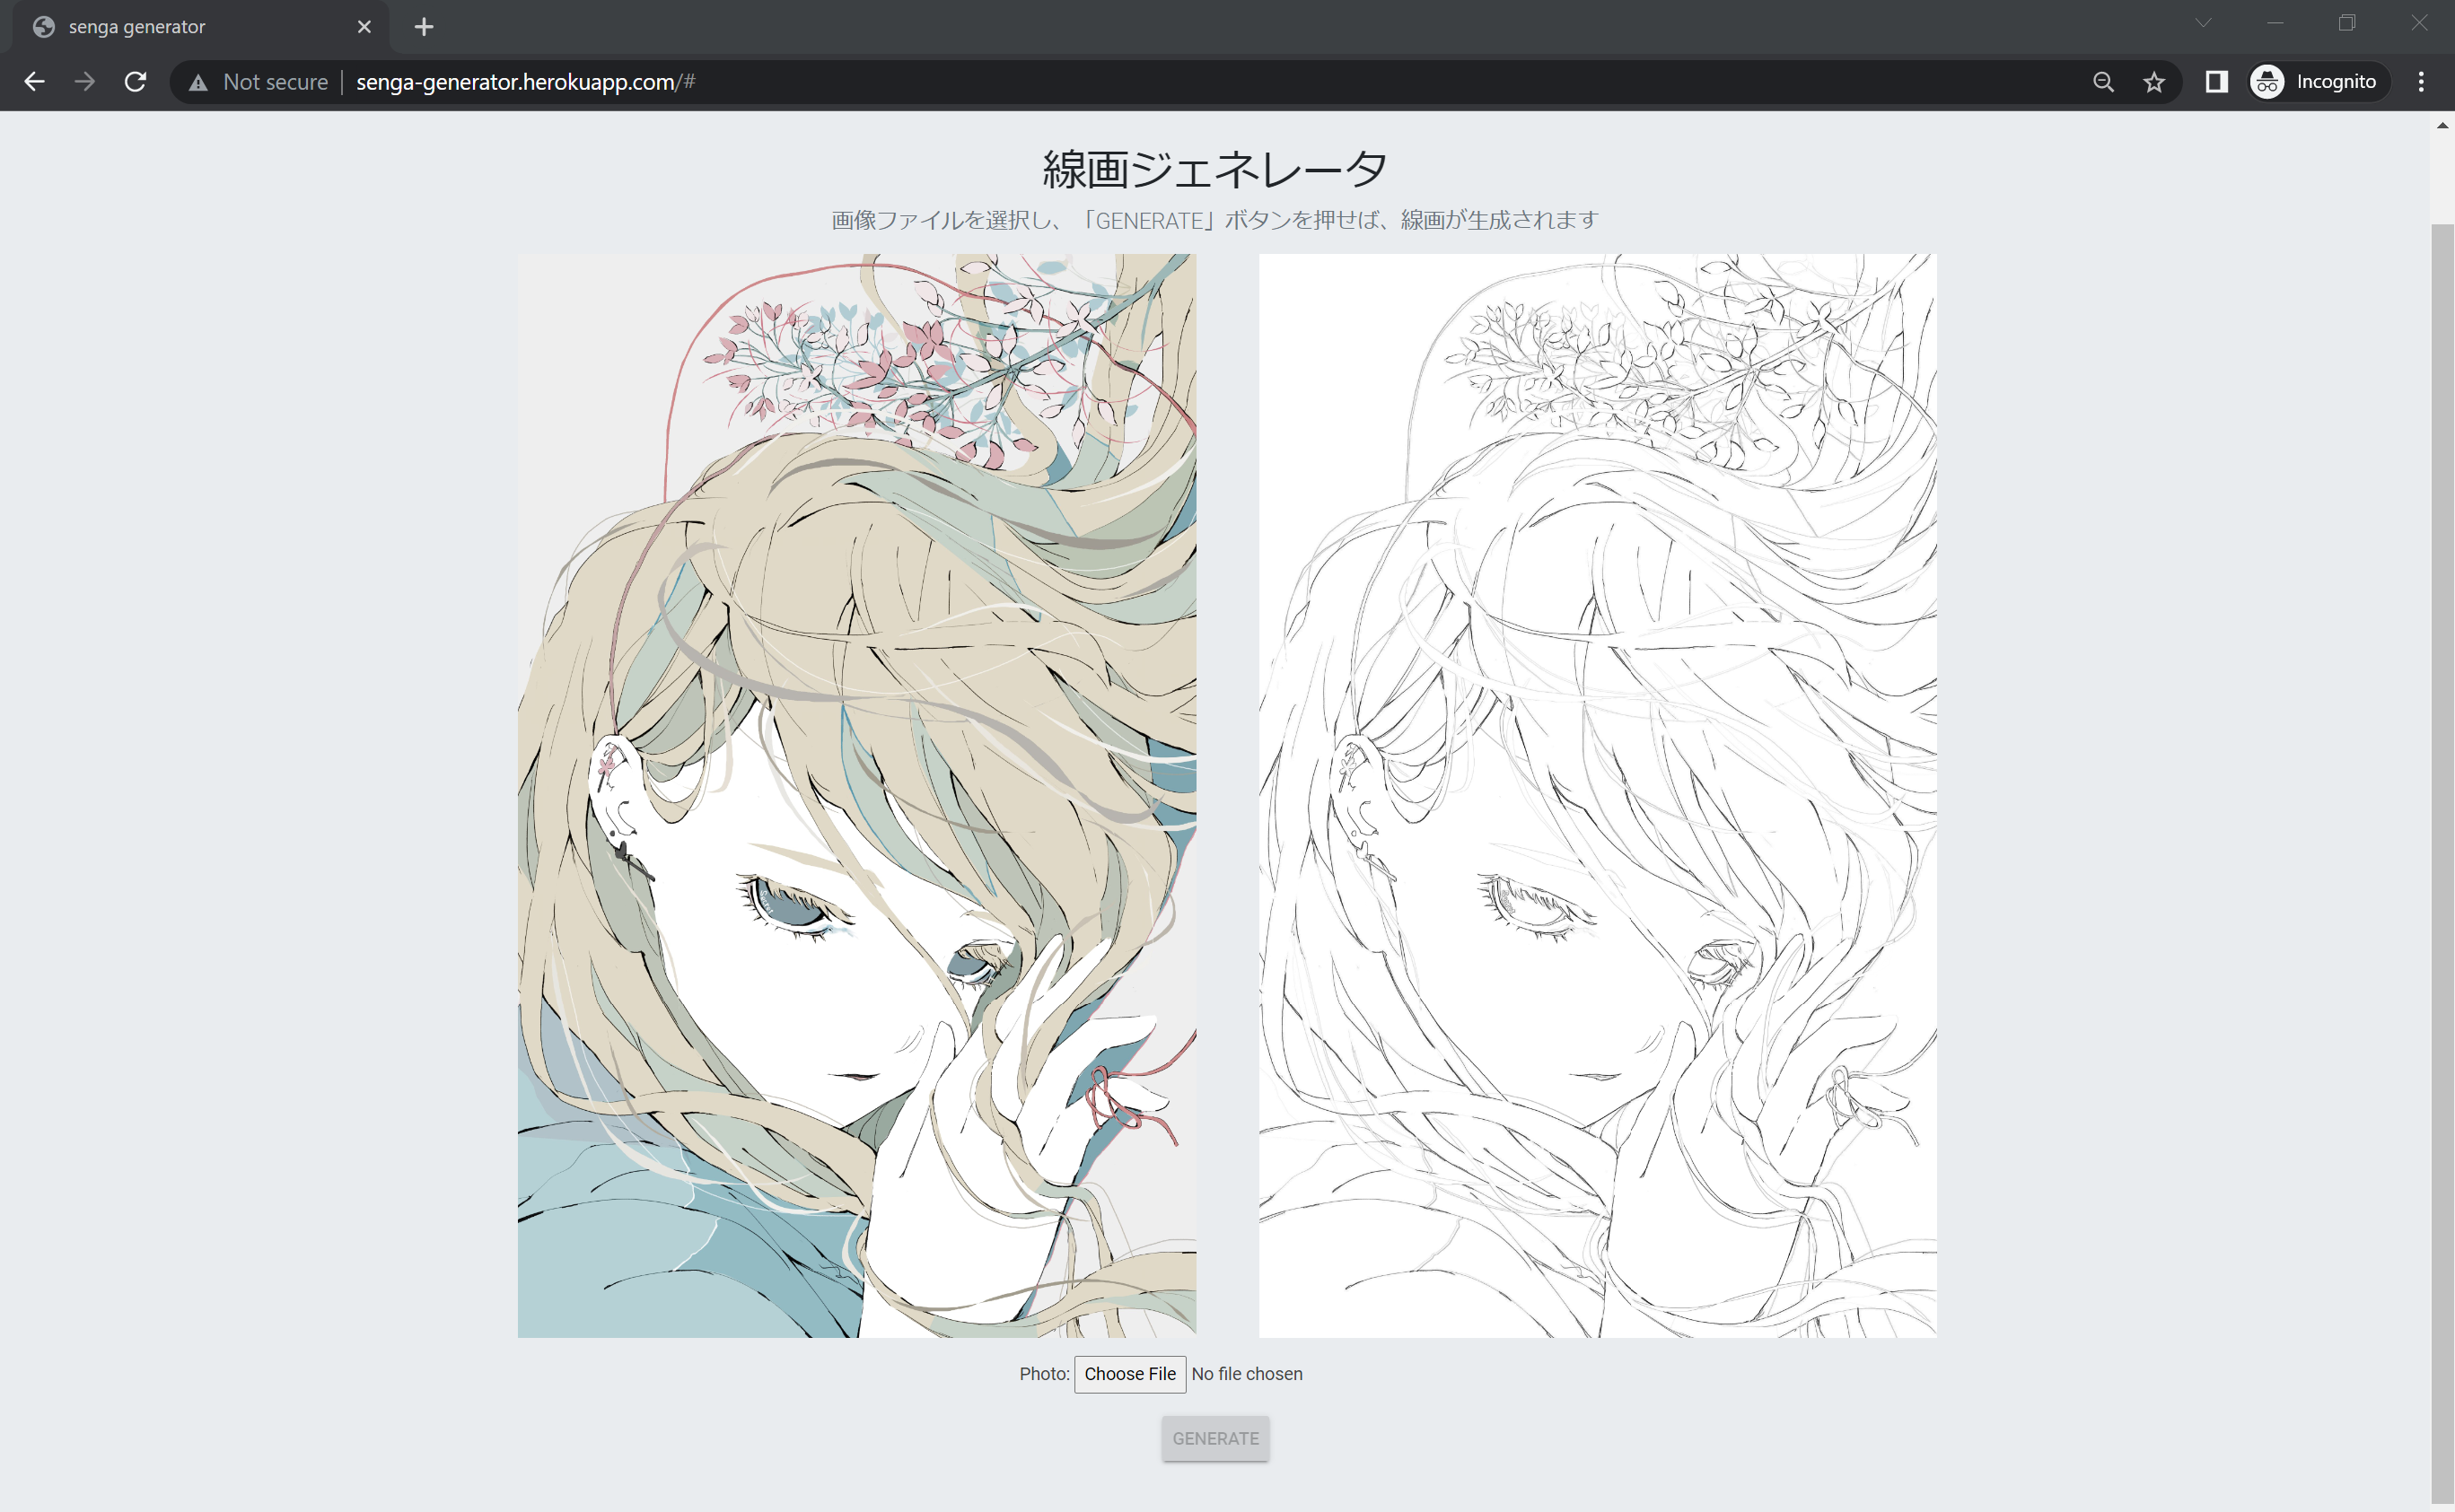 senga generator
Not secure
senga-generator.herokuapp.com/#
Incognito
線画ジェネレータ
画像ファイルを選択し、「GENERATE」ボタンを押せば、線画が生成されます
Photo: Choose File No file chosen
GENERATE